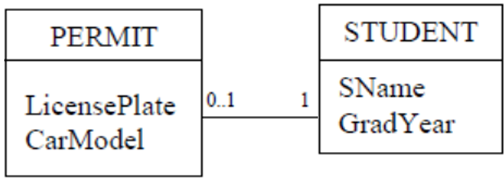 PERMIT
LicensePlate
CarModel
0..1
1
STUDENT
SName
GradYear